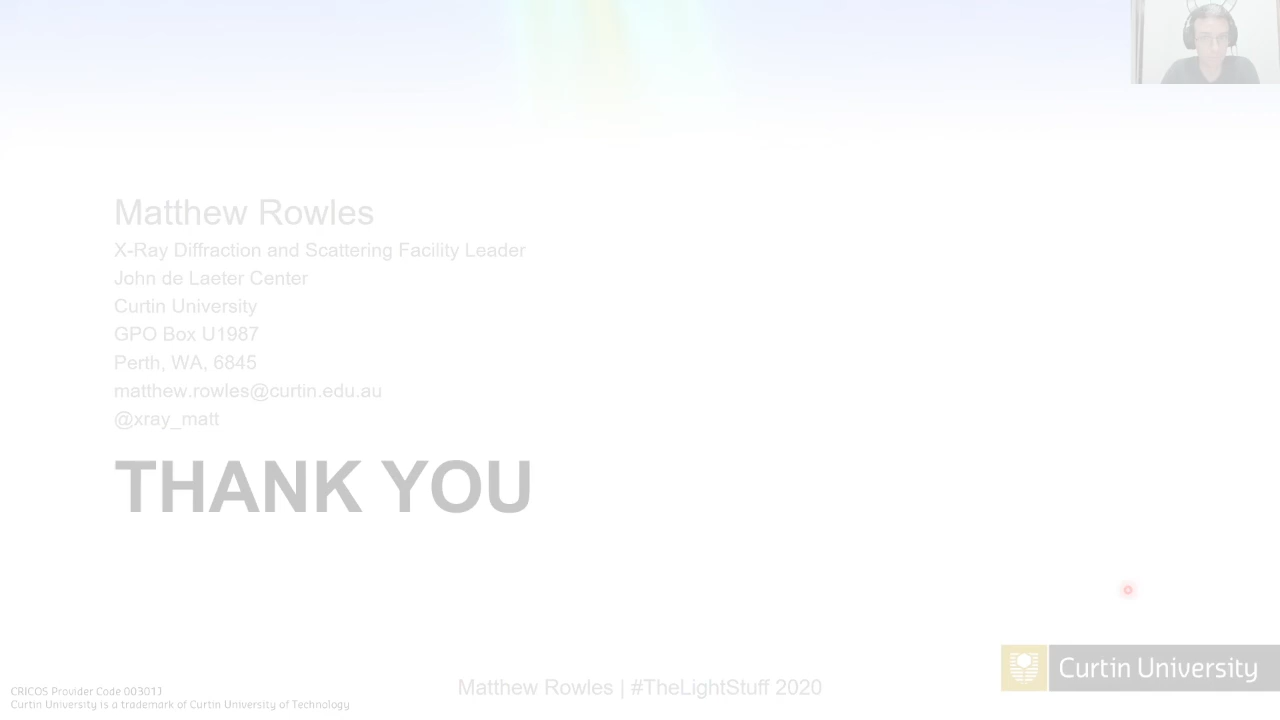 Matthew Rowles
X-Ray Diffraction and Scattering Facility Leader
John de Laeter Center
Curtin University
GPO Box U1987
Perth, WA, 6845
matthew.rowles@curtin.edu.au
@xray_matt
THANK YOU
Curtin University
Matthew Rowles | #TheLightStuff 2020
CRICOS Provider Code 00301J
Curtin University is a trademark of Curtin University of Technology